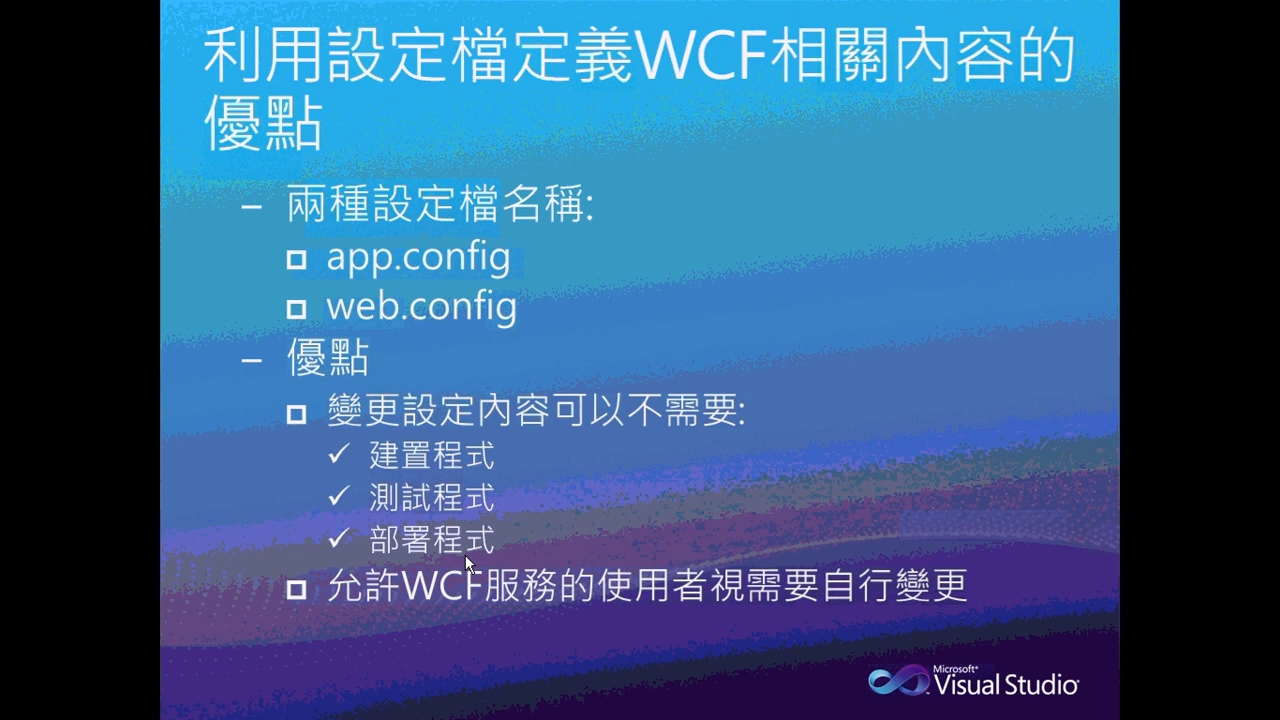 利用設定檔定義WCF相關內容的
優點
– 兩種設定檔名稱:
app.config
web.config
– 優點
變更設定內容可以不需要:
✓ 建置程式
✓ 測試程式
✓ 部署程式
允許WCF服務的使用者視需要自行變更
Microsoft®
Visual Studio®